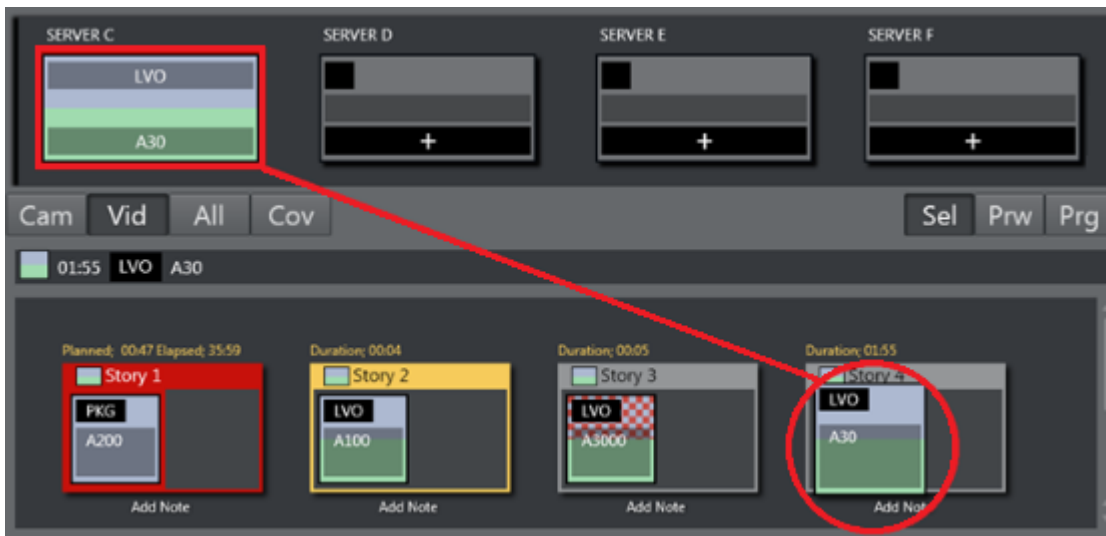 SERVER C SERVER D SERVER E SERVER F
LVO
A30 + + +
Cam Vid All Cov Sel Prw Prg
01:55 LVO A30
Planned; 00:47 Elapsed; 35:59 Duration; 00:04 Duration; 00:05 Duration; 01:55
Story 1 Story 2 Story 3 Story 4
PKG LVO LVO LVO
A200 A100 A3000 A30
Add Note Add Note Add Note Add Note